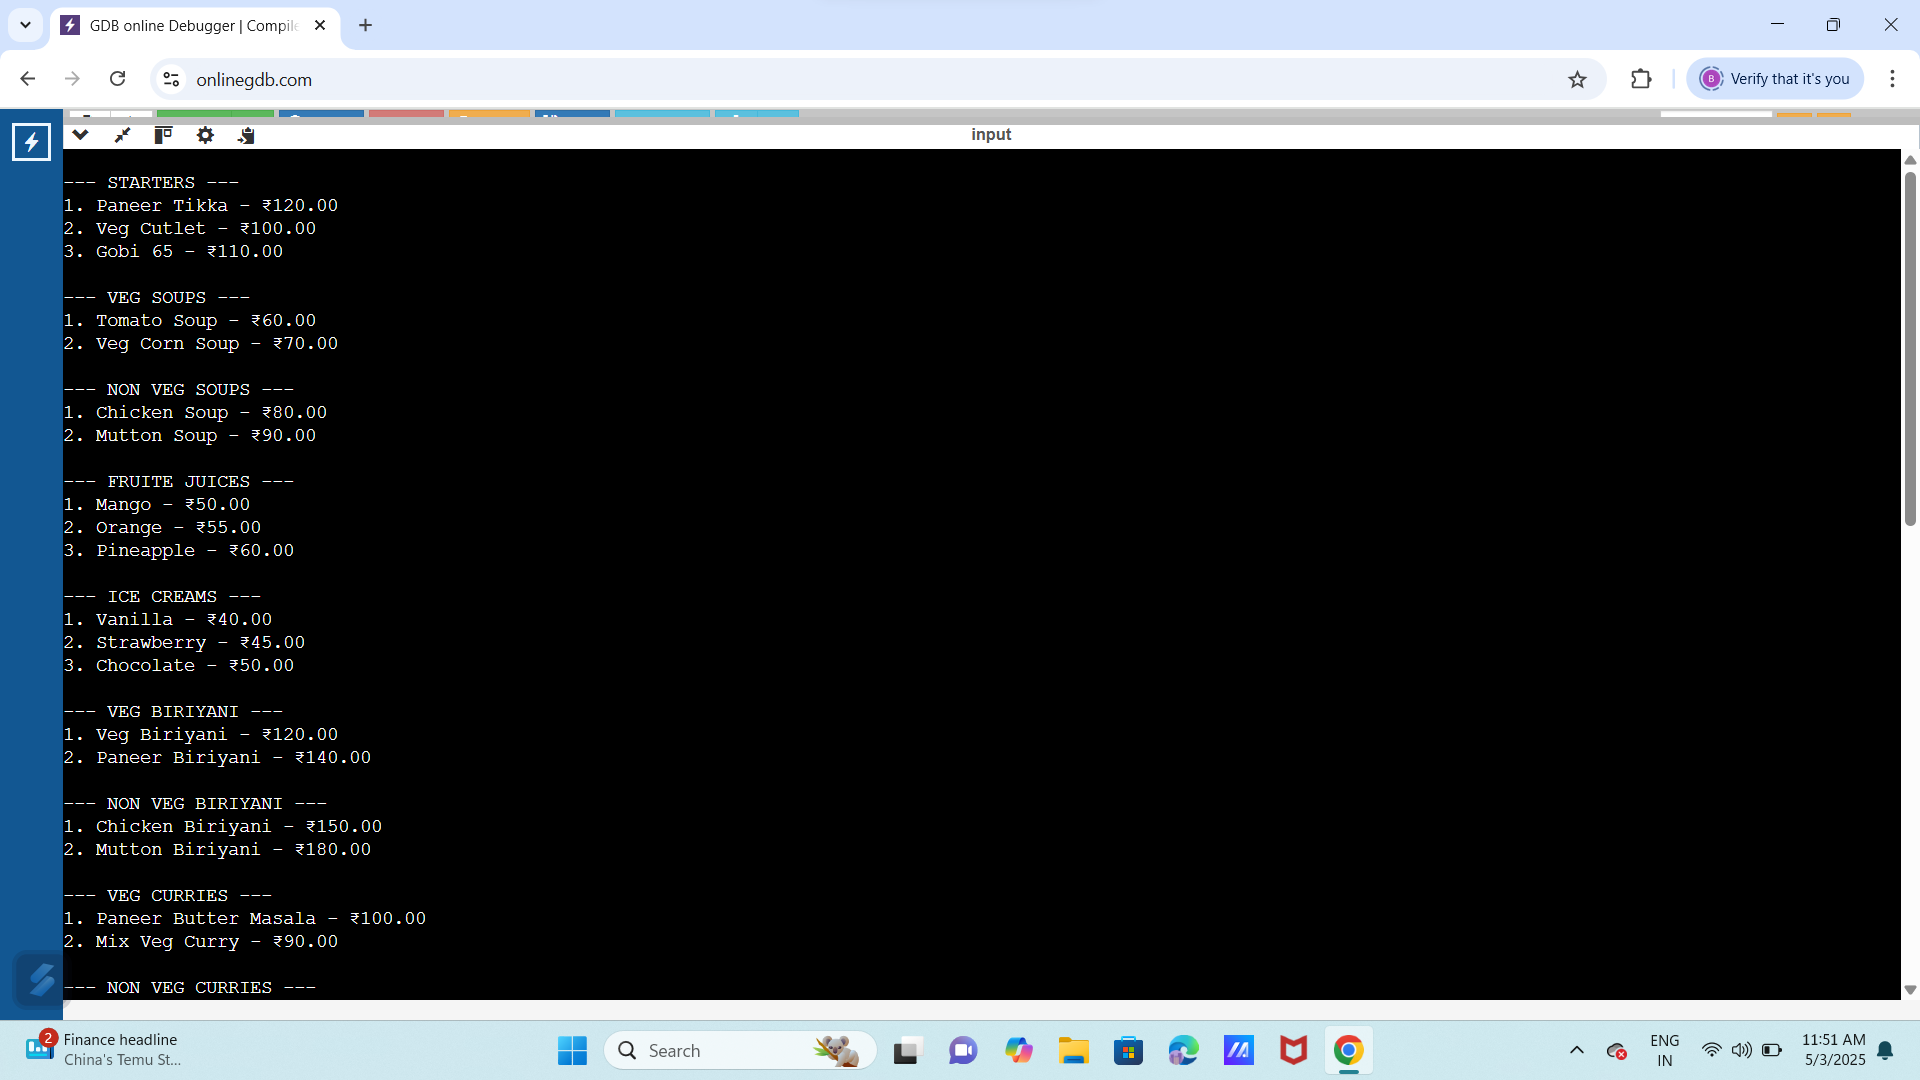 GDB online Debugger | Compile
onlinegdb.com
B
Verify that it's you
input
--- STARTERS ---
1. Paneer Tikka - ₹120.00
2. Veg Cutlet - ₹100.00
3. Gobi 65 - ₹110.00
--- VEG SOUPS ---
1. Tomato Soup - ₹60.00
2. Veg Corn Soup - ₹70.00
--- NON VEG SOUPS ---
1. Chicken Soup - ₹80.00
2. Mutton Soup - ₹90.00
--- FRUITE JUICES ---
1. Mango - ₹50.00
2. Orange - ₹55.00
3. Pineapple - ₹60.00
--- ICE CREAMS ---
1. Vanilla - ₹40.00
2. Strawberry - ₹45.00
3. Chocolate - ₹50.00
--- VEG BIRIYANI ---
1. Veg Biriyani - ₹120.00
2. Paneer Biriyani - ₹140.00
--- NON VEG BIRIYANI ---
1. Chicken Biriyani - ₹150.00
2. Mutton Biriyani - ₹180.00
--- VEG CURRIES ---
1. Paneer Butter Masala - ₹100.00
2. Mix Veg Curry - ₹90.00
--- NON VEG CURRIES ---
2
Finance headline
China's Temu St...
Search
ENG
IN
11:51 AM
5/3/2025